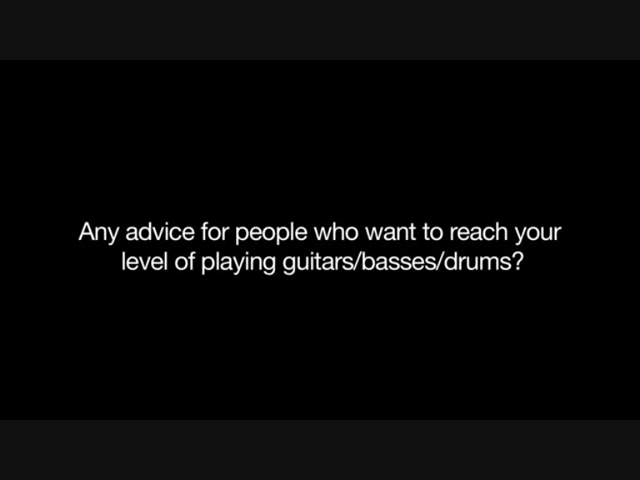 Any advice for people who want to reach your
level of playing guitars/basses/drums?